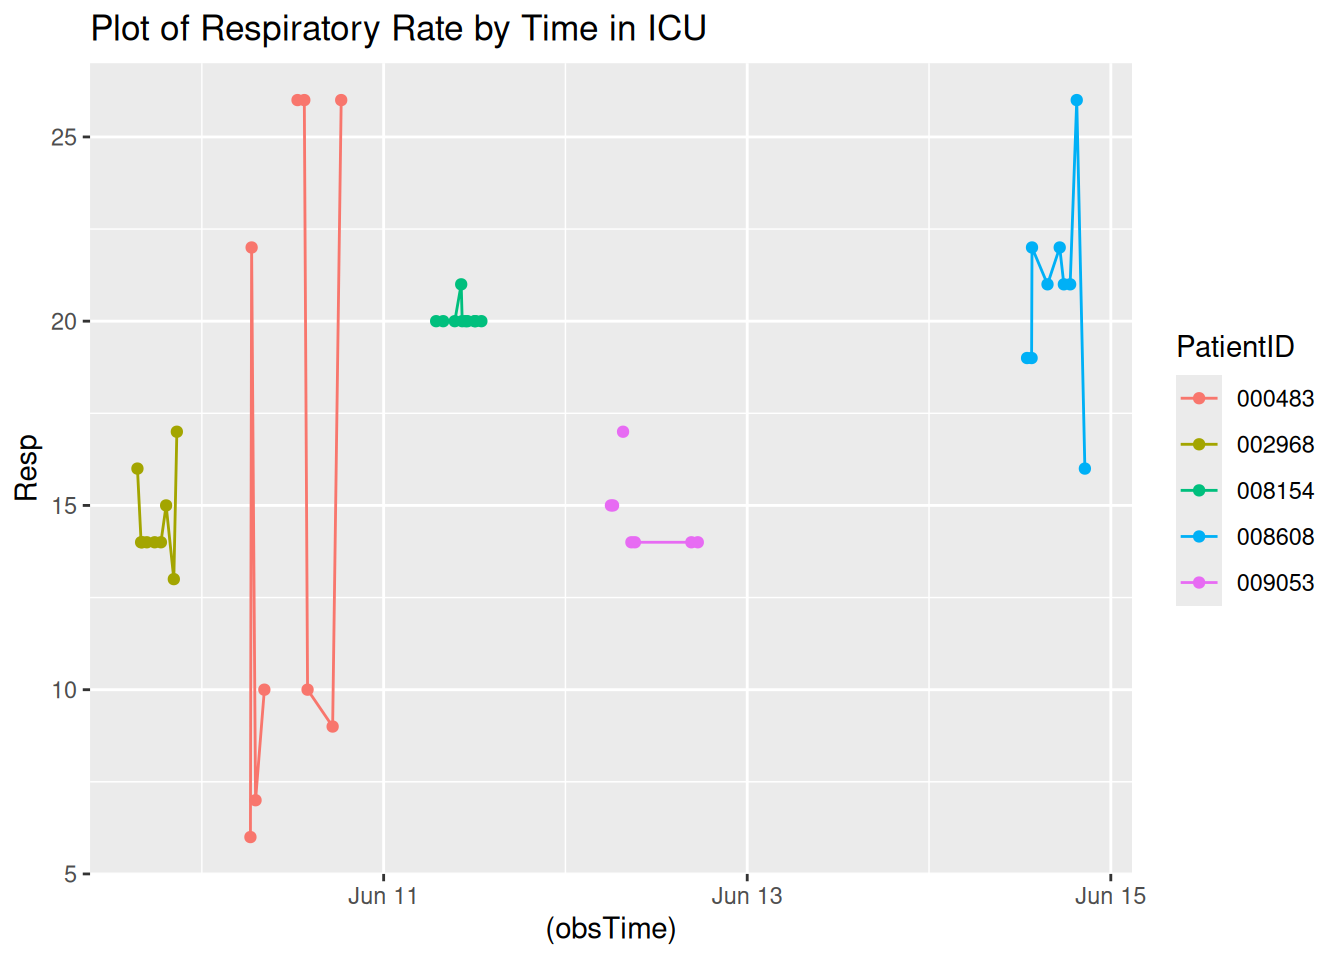 Plot of Respiratory Rate by Time in ICU
25
20
15
10
5
Resp
Jun 11
Jun 13
Jun 15
(obsTime)
PatientID
000483
002968
008154
008608
009053